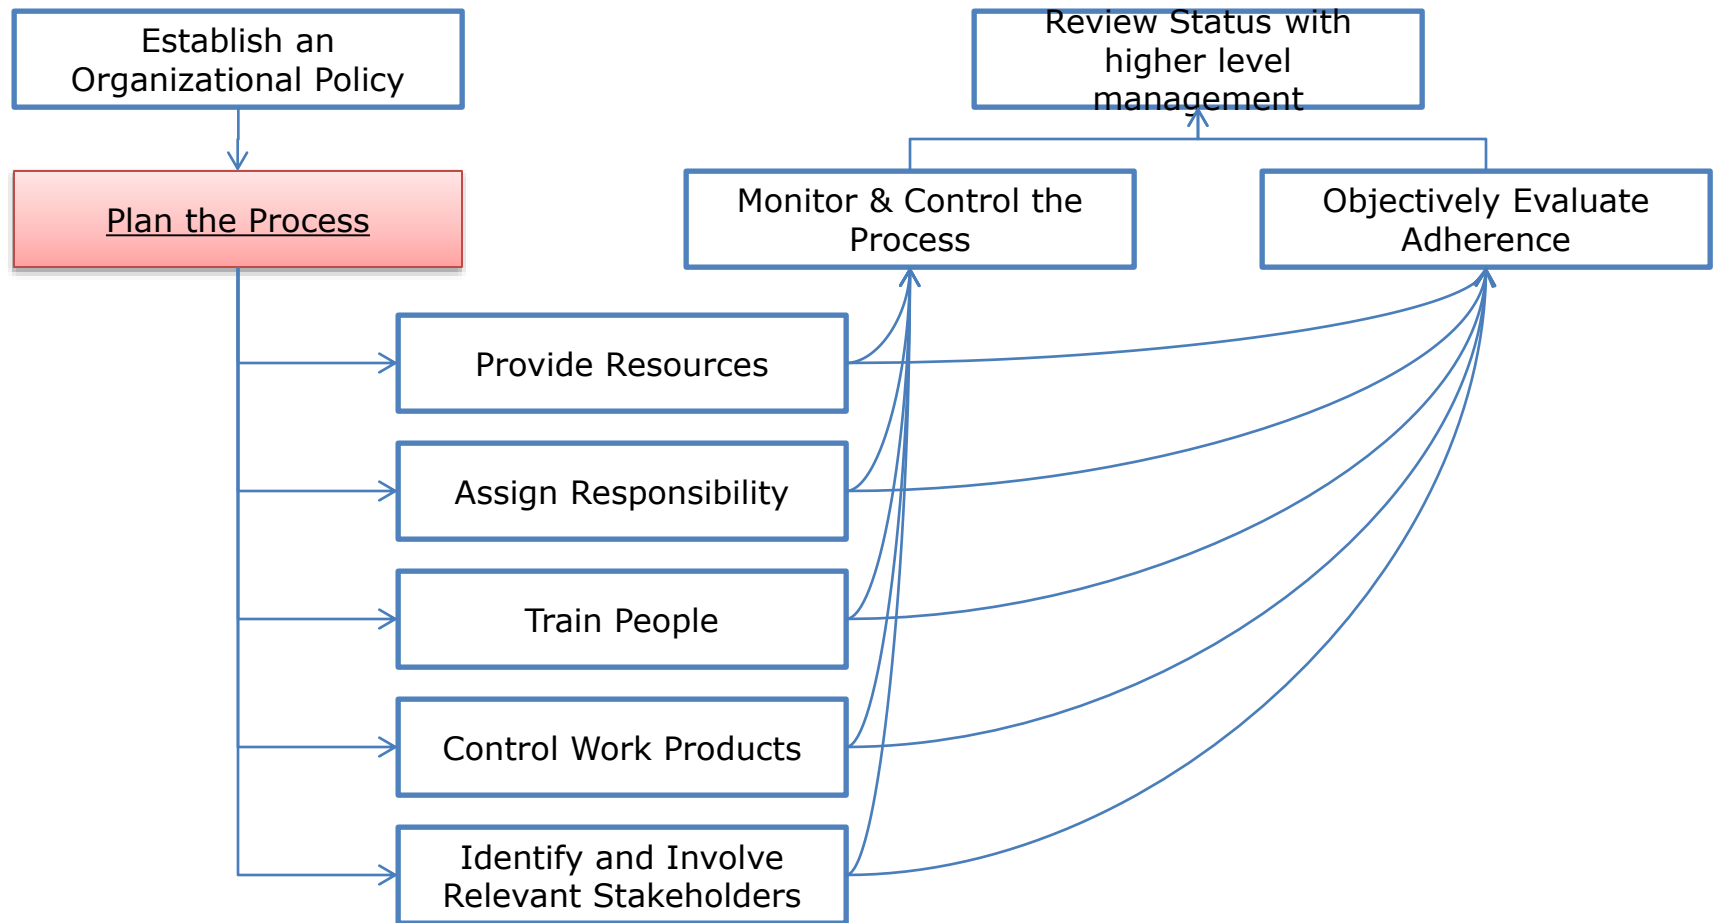 Establish an
Organizational Policy
Review Status with
higher level
management
Plan the Process
Monitor & Control the
Process
Objectively Evaluate
Adherence
Provide Resources
Assign Responsibility
Train People
Control Work Products
Identify and Involve
Relevant Stakeholders